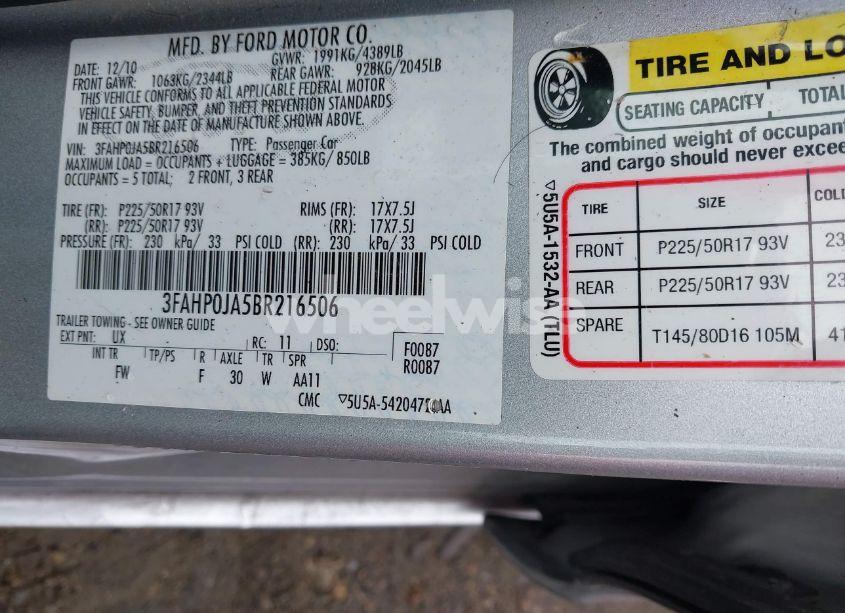 MFD. BY FORD MOTOR CO.
DATE: 12/10 GVWR: 1991KG/4389LB
FRONT GAWR: 1063KG/2344LB REAR GAWR: 928KG/2045LB
THIS VEHICLE CONFORMS TO ALL APPLICABLE FEDERAL MOTOR
VEHICLE SAFETY, BUMPER, AND THEFT PREVENTION STANDARDS
IN EFFECT ON THE DATE OF MANUFACTURE SHOWN ABOVE.
VIN: 3FAHP0JA5BR216506 TYPE: Passenger Car
MAXIMUM LOAD = OCCUPANTS + LUGGAGE = 385KG/850LB
OCCUPANTS = 5 TOTAL; 2 FRONT, 3 REAR
TIRE (FR): P225/50R17 93V RIMS (FR): 17X7.5J
(RR): P225/50R17 93V (RR): 17X7.5J
PRESSURE (FR): 230 kPa/33 PSI COLD (RR): 230 kPa/33 PSI COLD
3FAHP0JA5BR216506
TRAILER TOWING - SEE OWNER GUIDE
EXT PNT: UX RC: 11 DSO: F0087
INT TR TP/PS R AXLE TR SPR R0087
FW F 30 W AA11
CMC ▽5U5A-5420472-AA
TIRE AND LO
SEATING CAPACITY TOTAL
The combined weight of occupant
and cargo should never excee
TIRE SIZE COLD
FRONT P225/50R17 93V 23
REAR P225/50R17 93V 23
SPARE T145/80D16 105M 41
▽5U5A-1532-AA (TLU)
wheelwise